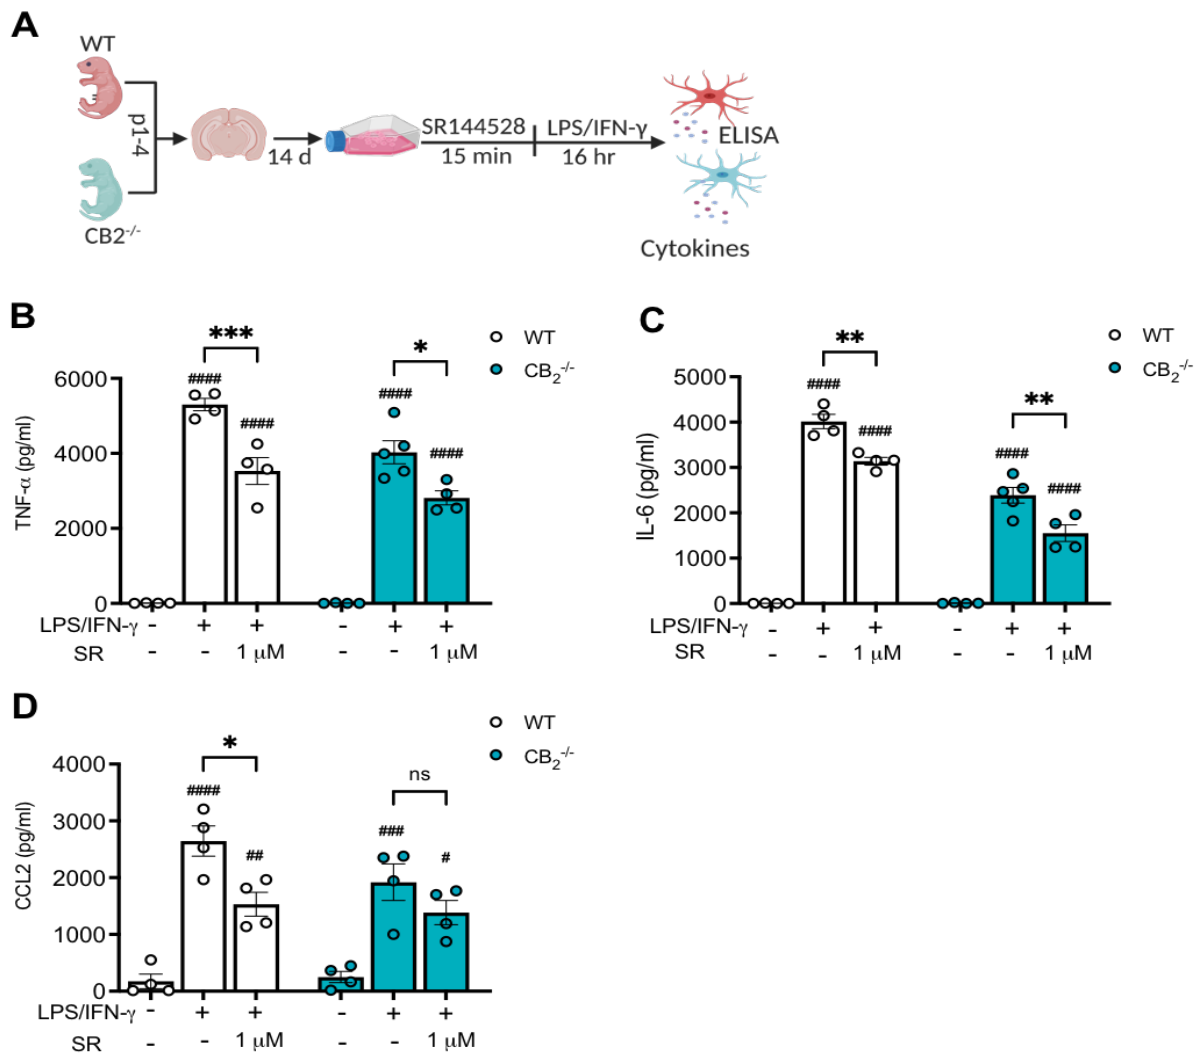 A
WT
p1-4
CB2-/-
14 d
SR144528
15 min
LPS/IFN-γ
16 hr
ELISA
Cytokines
B
***
*
WT
CB2-/-
####
####
####
####
TNF-α (pg/ml)
6000
4000
2000
0
LPS/IFN-γ - + + - + +
SR - - 1 μM - - 1 μM
C
**
**
WT
CB2-/-
####
####
####
####
IL-6 (pg/ml)
5000
4000
3000
2000
1000
0
LPS/IFN-γ - + + - + +
SR - - 1 μM - - 1 μM
D
*
ns
WT
CB2-/-
####
##
###
#
CCL2 (pg/ml)
4000
3000
2000
1000
0
LPS/IFN-γ - + + - + +
SR - - 1 μM - - 1 μM